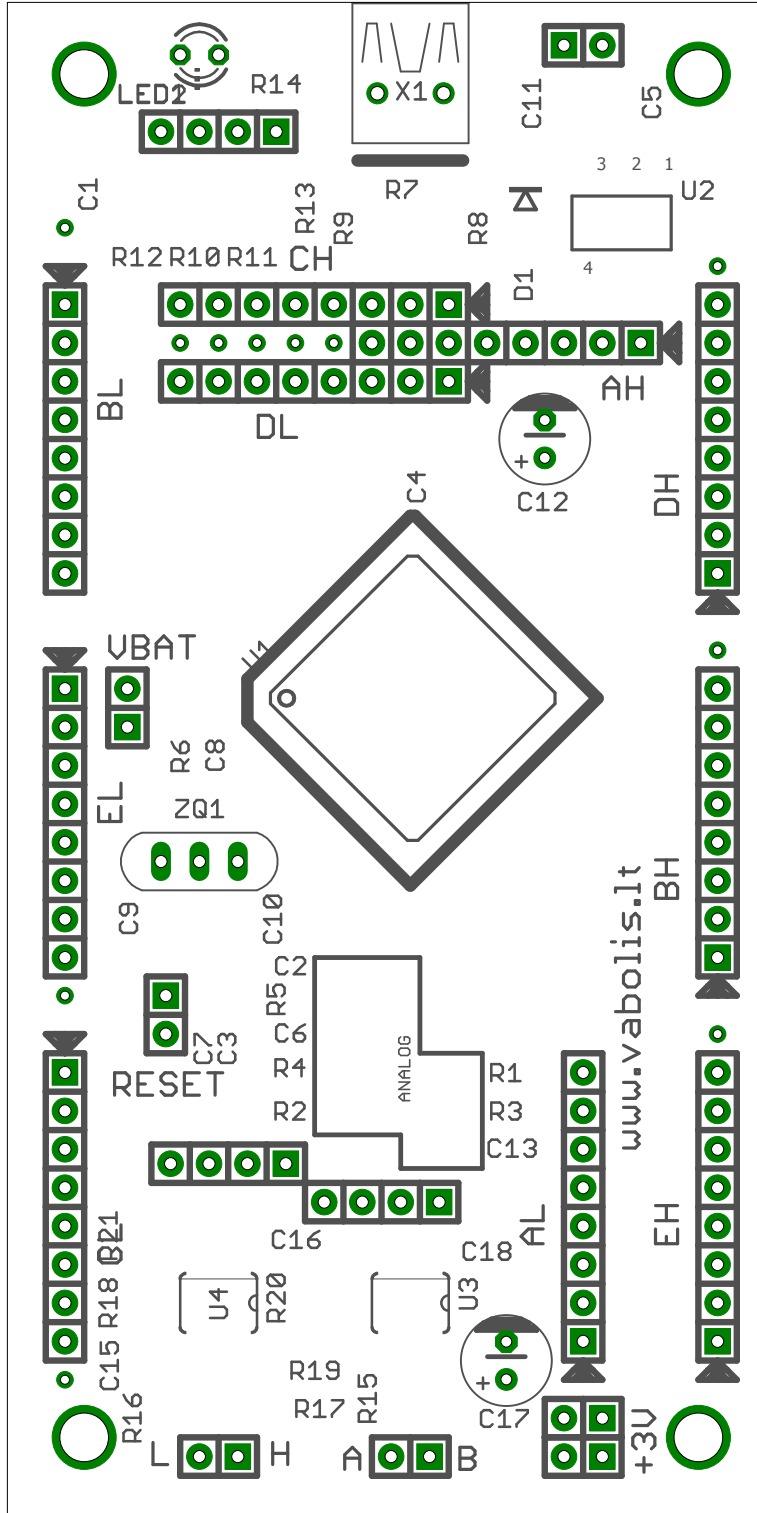 LED2
R14
X1
C11
C5
C1
R7
3 2 1
U2
4
R13
R9
R8
R12 R10 R11 CH
D1
BL
DL
AH
C12
DH
C4
U1
VBAT
R6
C8
EL
ZQ1
C9
C10
BH
www.vabolis.lt
C2
R5
C6
R4
R2
ANALOG
R1
R3
C13
C7
C3
RESET
C16
C18
AL
EH
R21
R18
U4
R20
U3
C15
R19
R17
R15
C17
R16
L
H
A
B
+3V
+
+